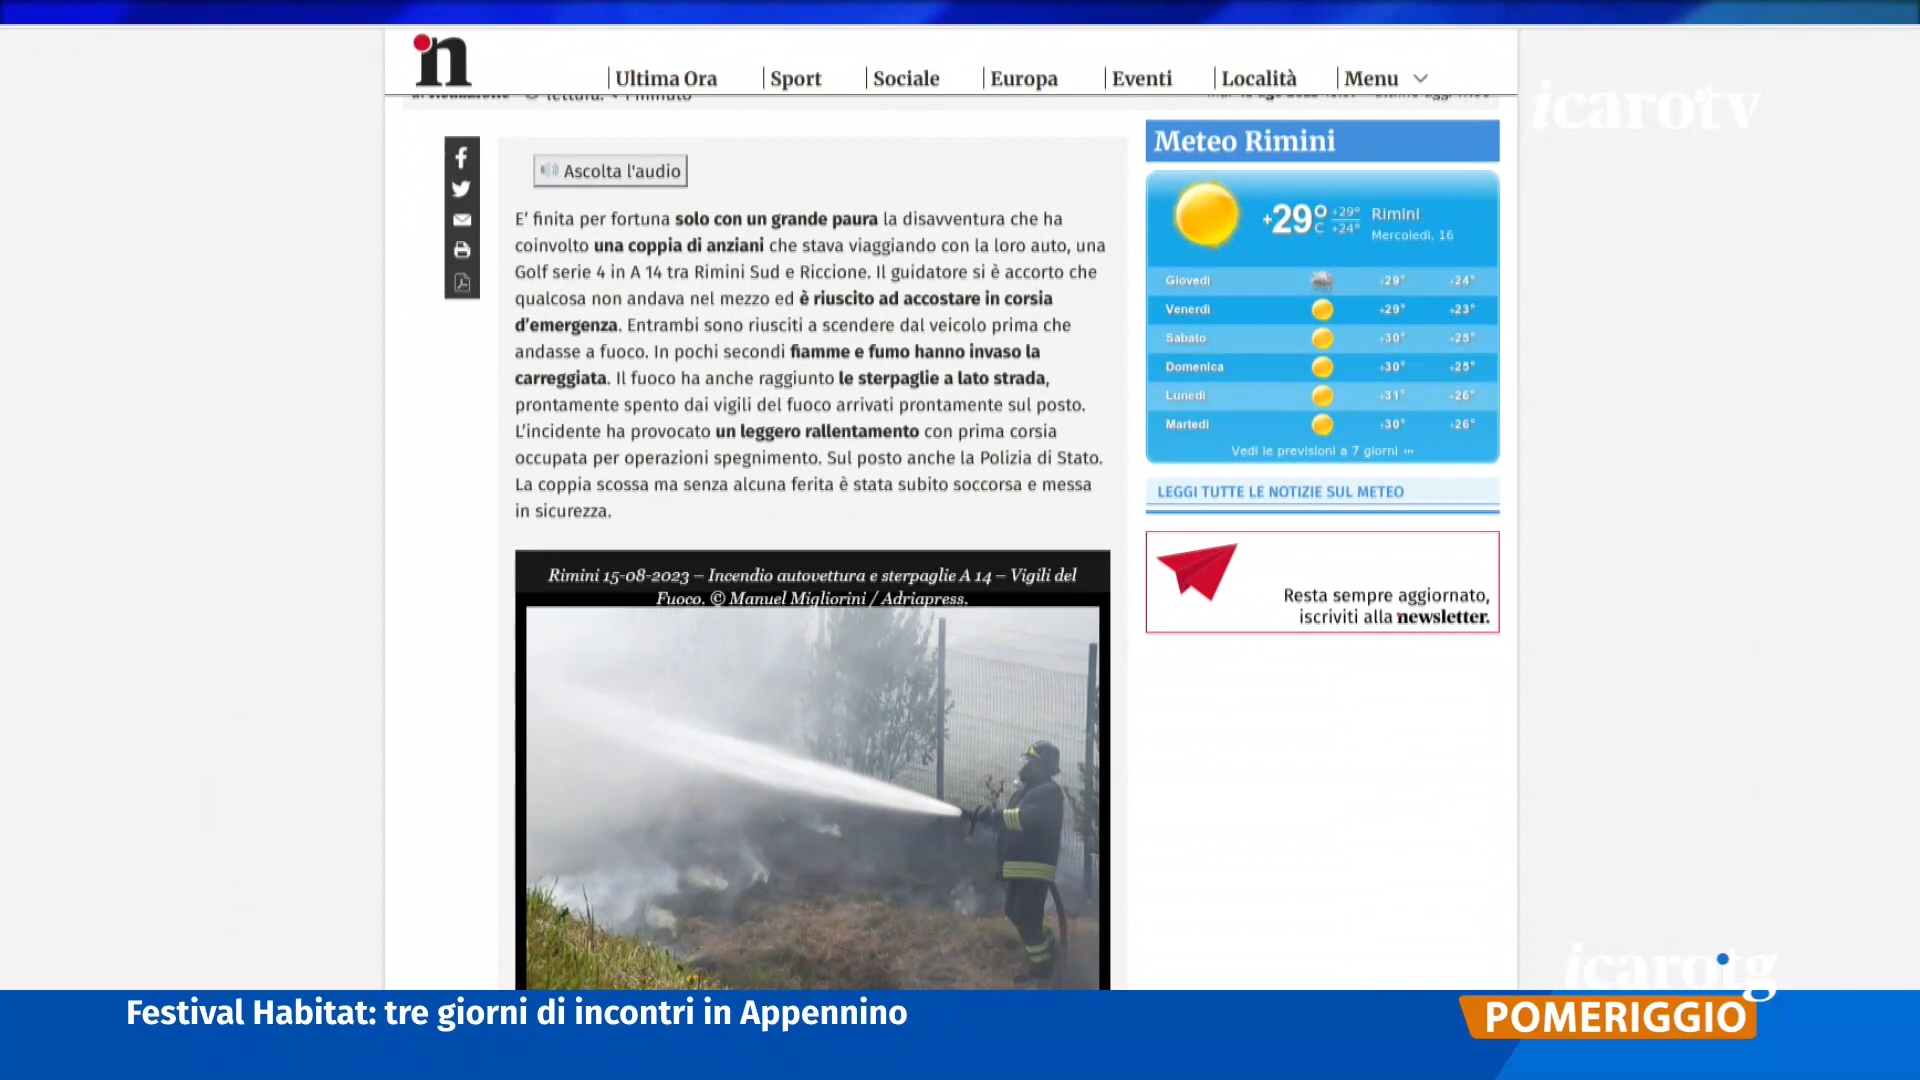 n
Ultima Ora
Sport
Sociale
Europa
Eventi
Località
Menu
lettura: < 1 minuto
icarotv
Ascolta l'audio
E' finita per fortuna solo con un grande paura la disavventura che ha
coinvolto una coppia di anziani che stava viaggiando con la loro auto, una
Golf serie 4 in A 14 tra Rimini Sud e Riccione. Il guidatore si è accorto che
qualcosa non andava nel mezzo ed è riuscito ad accostare in corsia
d'emergenza. Entrambi sono riusciti a scendere dal veicolo prima che
andasse a fuoco. In pochi secondi fiamme e fumo hanno invaso la
carreggiata. Il fuoco ha anche raggiunto le sterpaglie a lato strada,
prontamente spento dai vigili del fuoco arrivati prontamente sul posto.
L'incidente ha provocato un leggero rallentamento con prima corsia
occupata per operazioni spegnimento. Sul posto anche la Polizia di Stato.
La coppia scossa ma senza alcuna ferita è stata subito soccorsa e messa
in sicurezza.
Rimini 15-08-2023 – Incendio autovettura e sterpaglie A 14 – Vigili del
Fuoco. © Manuel Migliorini / Adriapress.
Meteo Rimini
+29° C +29° +24° Rimini
Mercoledì, 16
Giovedì +29° +24°
Venerdì +29° +23°
Sabato +30° +25°
Domenica +30° +25°
Lunedì +31° +26°
Martedì +30° +26°
Vedi le previsioni a 7 giorni
LEGGI TUTTE LE NOTIZIE SUL METEO
Resta sempre aggiornato,
iscriviti alla newsletter.
icarotg
POMERIGGIO
Festival Habitat: tre giorni di incontri in Appennino